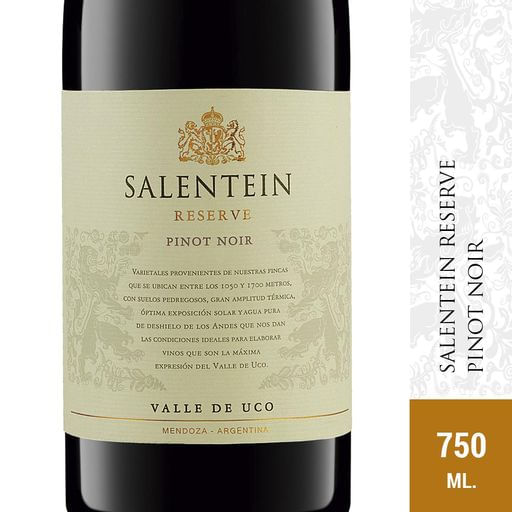 SALENTEIN
RESERVE
PINOT NOIR
VARIETALES PROVENIENTES DE NUESTRAS FINCAS
QUE SE UBICAN ENTRE LOS 1050 Y 1700 METROS,
CON SUELOS PEDREGOSOS, GRAN AMPLITUD TÉRMICA,
ÓPTIMA EXPOSICIÓN SOLAR Y AGUA PURA
DE DESHIELO DE LOS ANDES QUE NOS DAN
LAS CONDICIONES IDEALES PARA ELABORAR
VINOS QUE SON LA MÁXIMA
EXPRESIÓN DEL VALLE DE UCO.
VALLE DE UCO
MENDOZA - ARGENTINA
SALENTEIN RESERVE
PINOT NOIR
750
ML.